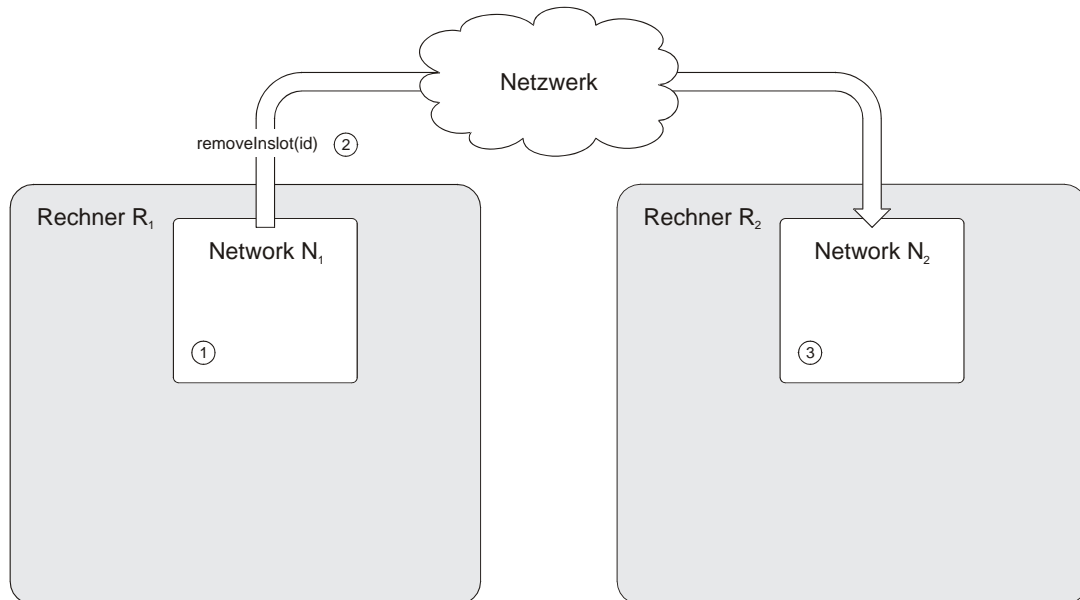 Netzwerk
removeInslot(id) 2
Rechner R1
Network N1
1
Rechner R2
Network N2
3